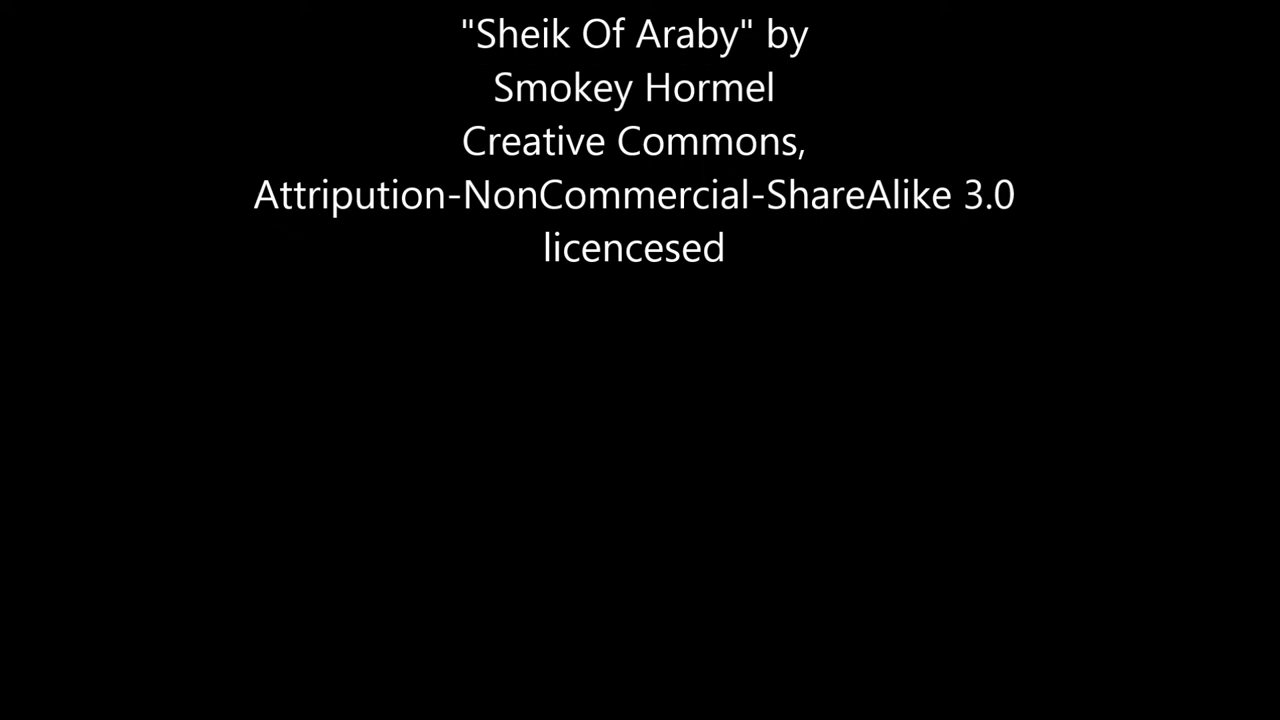 "Sheik Of Araby" by
Smokey Hormel
Creative Commons,
Attripution-NonCommercial-ShareAlike 3.0
licencesed